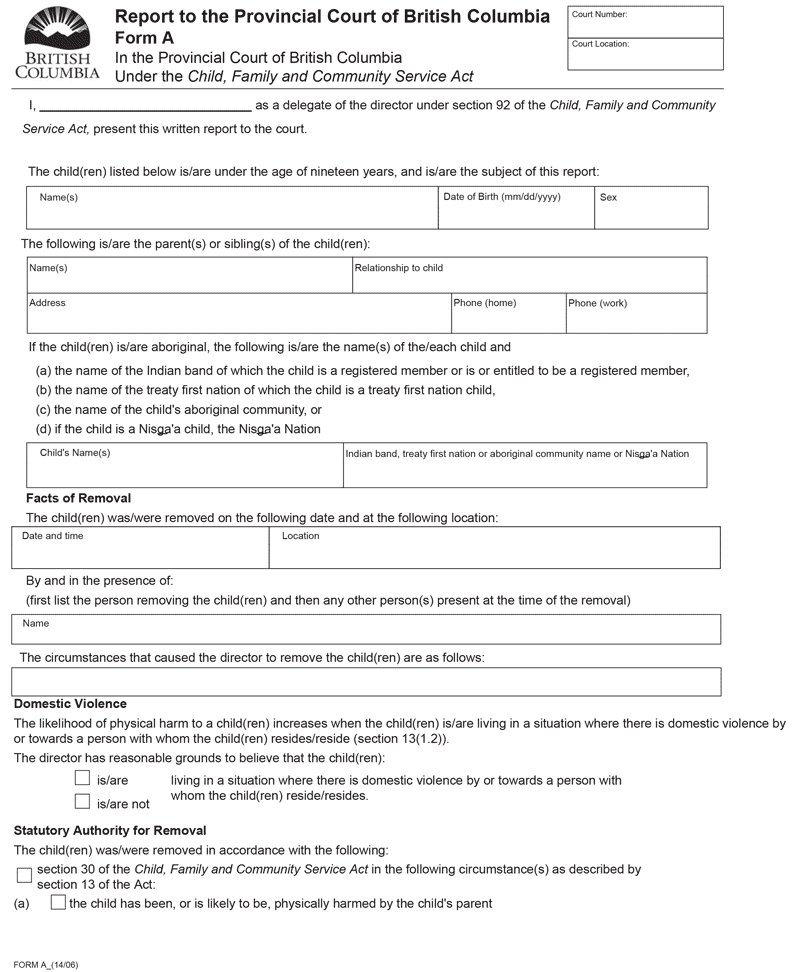 BRITISH
COLUMBIA
Report to the Provincial Court of British Columbia
Form A
In the Provincial Court of British Columbia
Under the Child, Family and Community Service Act
Court Number:
Court Location:
I, ______________________________ as a delegate of the director under section 92 of the Child, Family and Community
Service Act, present this written report to the court.
The child(ren) listed below is/are under the age of nineteen years, and is/are the subject of this report:
Name(s) Date of Birth (mm/dd/yyyy) Sex
The following is/are the parent(s) or sibling(s) of the child(ren):
Name(s) Relationship to child
Address Phone (home) Phone (work)
If the child(ren) is/are aboriginal, the following is/are the name(s) of the/each child and
(a) the name of the Indian band of which the child is a registered member or is or entitled to be a registered member,
(b) the name of the treaty first nation of which the child is a treaty first nation child,
(c) the name of the child's aboriginal community, or
(d) if the child is a Nisga'a child, the Nisga'a Nation
Child's Name(s) Indian band, treaty first nation or aboriginal community name or Nisga'a Nation
Facts of Removal
The child(ren) was/were removed on the following date and at the following location:
Date and time Location
By and in the presence of:
(first list the person removing the child(ren) and then any other person(s) present at the time of the removal)
Name
The circumstances that caused the director to remove the child(ren) are as follows:
Domestic Violence
The likelihood of physical harm to a child(ren) increases when the child(ren) is/are living in a situation where there is domestic violence by
or towards a person with whom the child(ren) resides/reside (section 13(1.2)).
The director has reasonable grounds to believe that the child(ren):
is/are living in a situation where there is domestic violence by or towards a person with
is/are not whom the child(ren) reside/resides.
Statutory Authority for Removal
The child(ren) was/were removed in accordance with the following:
section 30 of the Child, Family and Community Service Act in the following circumstance(s) as described by
section 13 of the Act:
(a) the child has been, or is likely to be, physically harmed by the child's parent
FORM A_(14/06)